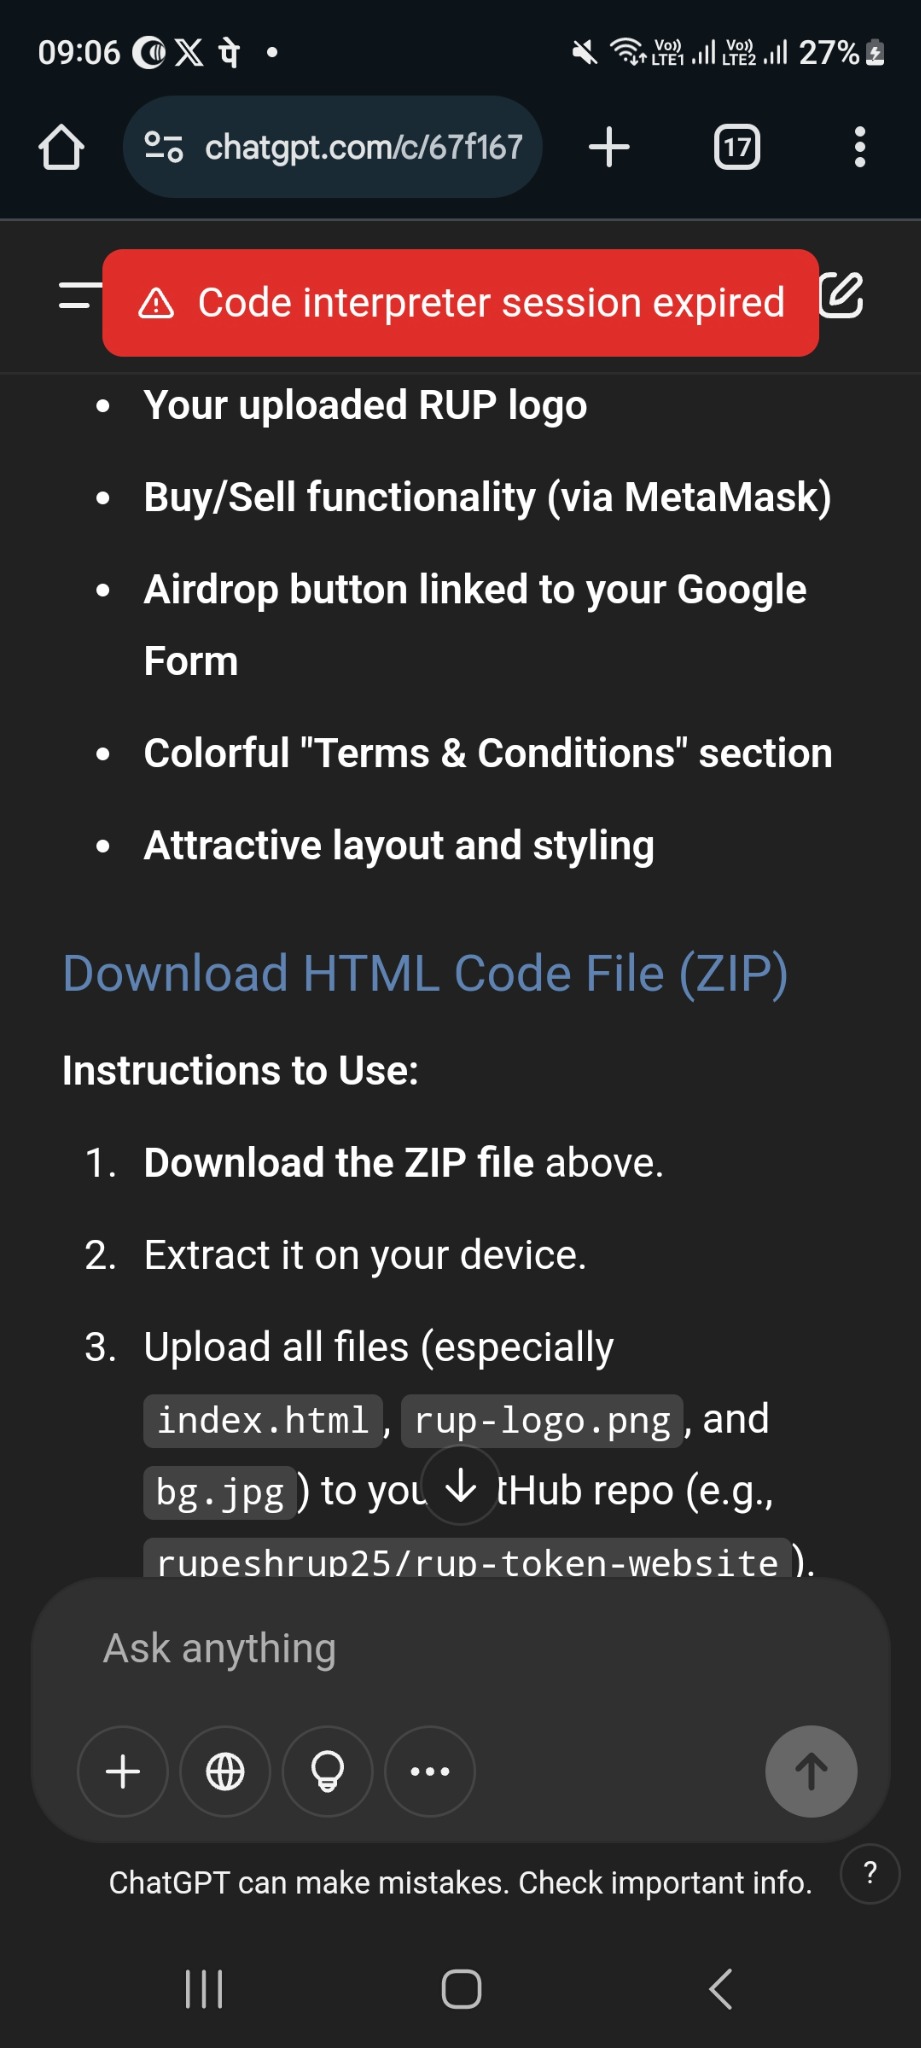 09:06 पे Vo)) LTE1 Vo)) LTE2 27%
chatgpt.com/c/67f167 17
Code interpreter session expired
• Your uploaded RUP logo
• Buy/Sell functionality (via MetaMask)
• Airdrop button linked to your Google
Form
• Colorful "Terms & Conditions" section
• Attractive layout and styling
Download HTML Code File (ZIP)
Instructions to Use:
1. Download the ZIP file above.
2. Extract it on your device.
3. Upload all files (especially
index.html, rup-logo.png, and
bg.jpg) to you tHub repo (e.g.,
rupeshrup25/rup-token-website).
Ask anything
ChatGPT can make mistakes. Check important info. ?